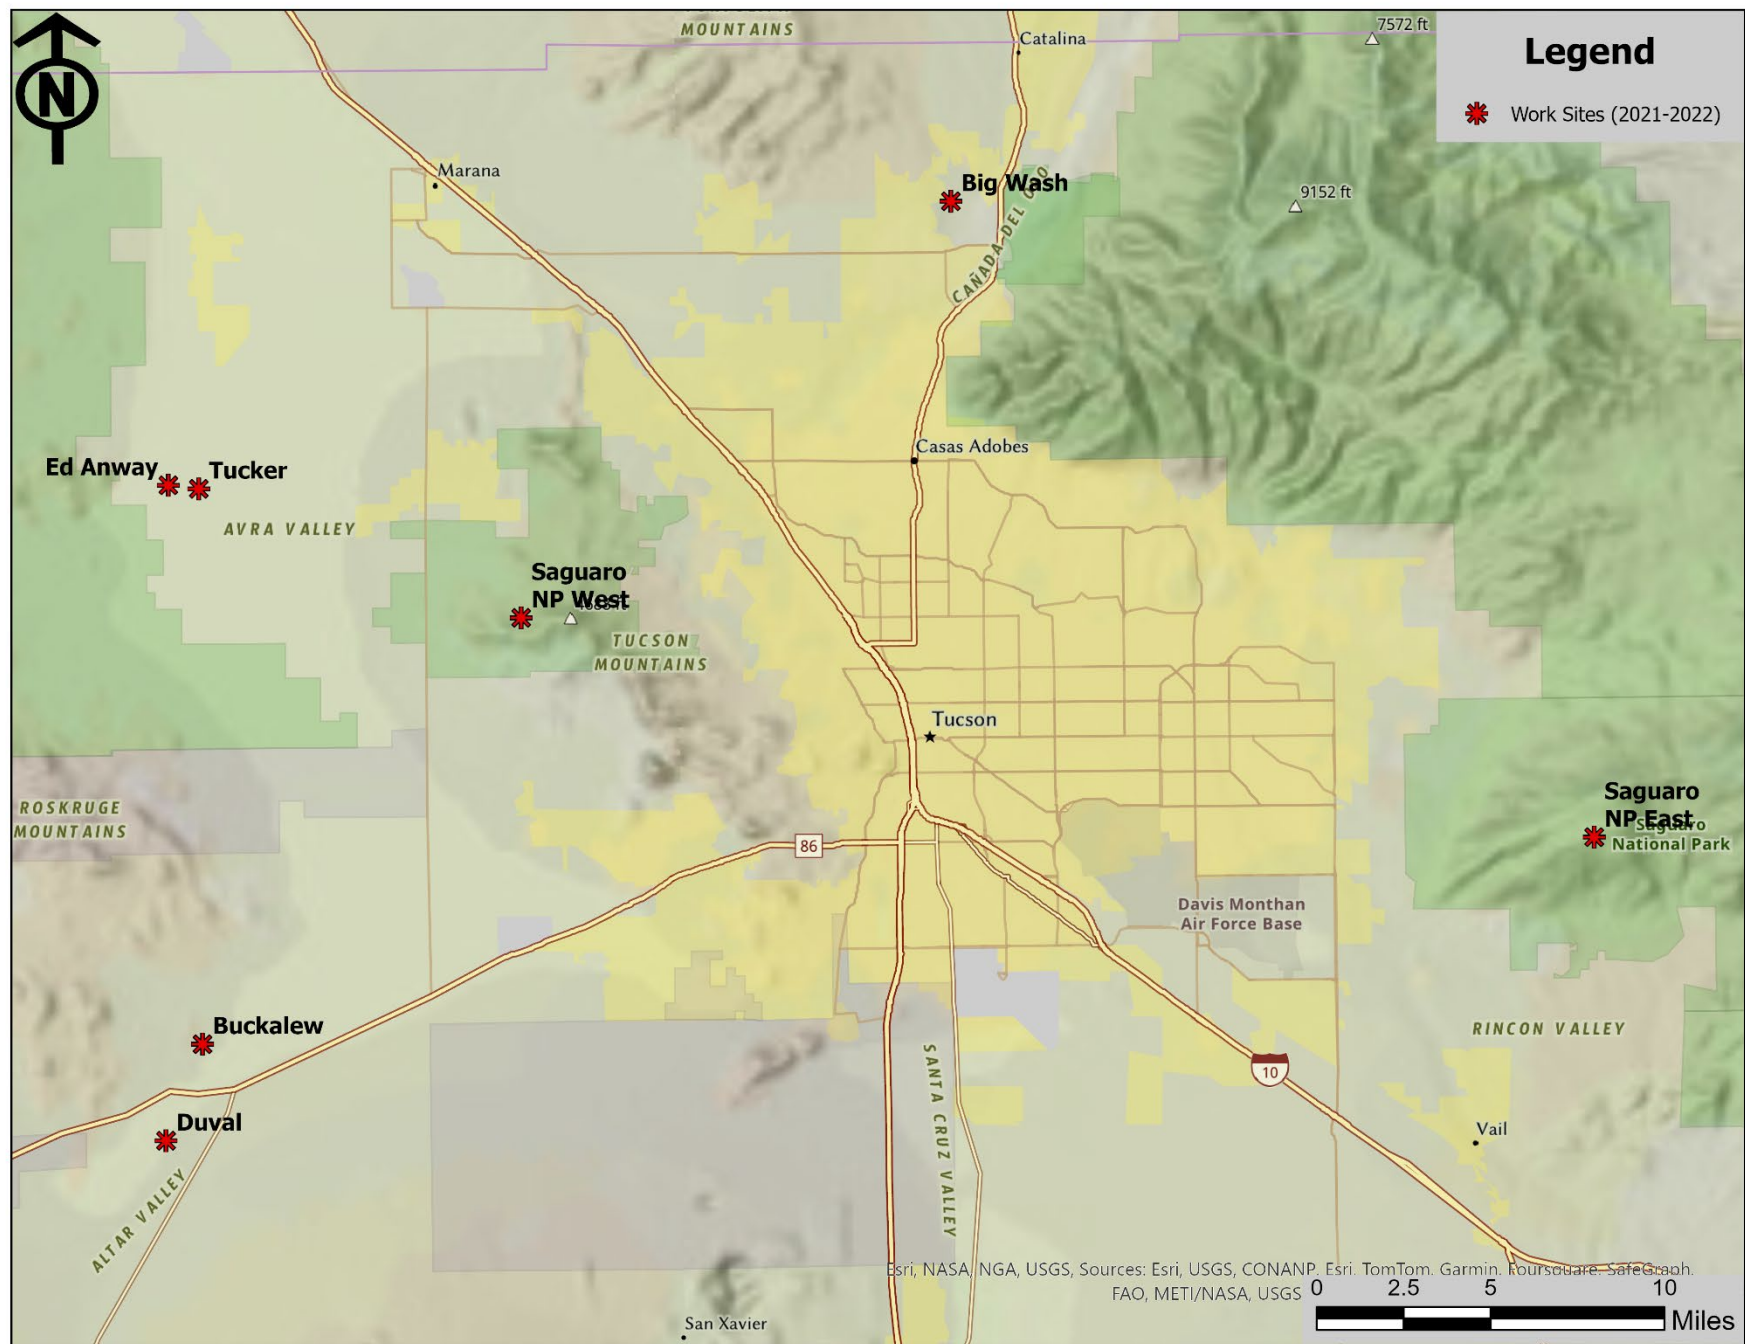 MOUNTAINS
Catalina
7572 ft
Legend
Work Sites (2021-2022)
N
Marana
Big Wash
CAÑADA DEL ORO
9152 ft
Casas Adobes
Ed Anway
Tucker
AVRA VALLEY
Saguaro
NP West
TUCSON
MOUNTAINS
Tucson
ROSKRUGE
MOUNTAINS
86
Saguaro
NP East
Saguaro
National Park
Davis Monthan
Air Force Base
Buckalew
RINCON VALLEY
10
Duval
Vail
SANTA CRUZ VALLEY
ALTAR VALLEY
Esri, NASA, NGA, USGS, Sources: Esri, USGS, CONANP, Esri, TomTom, Garmin, Foursquare, SafeGraph,
FAO, METI/NASA, USGS
0 2.5 5 10
Miles
San Xavier